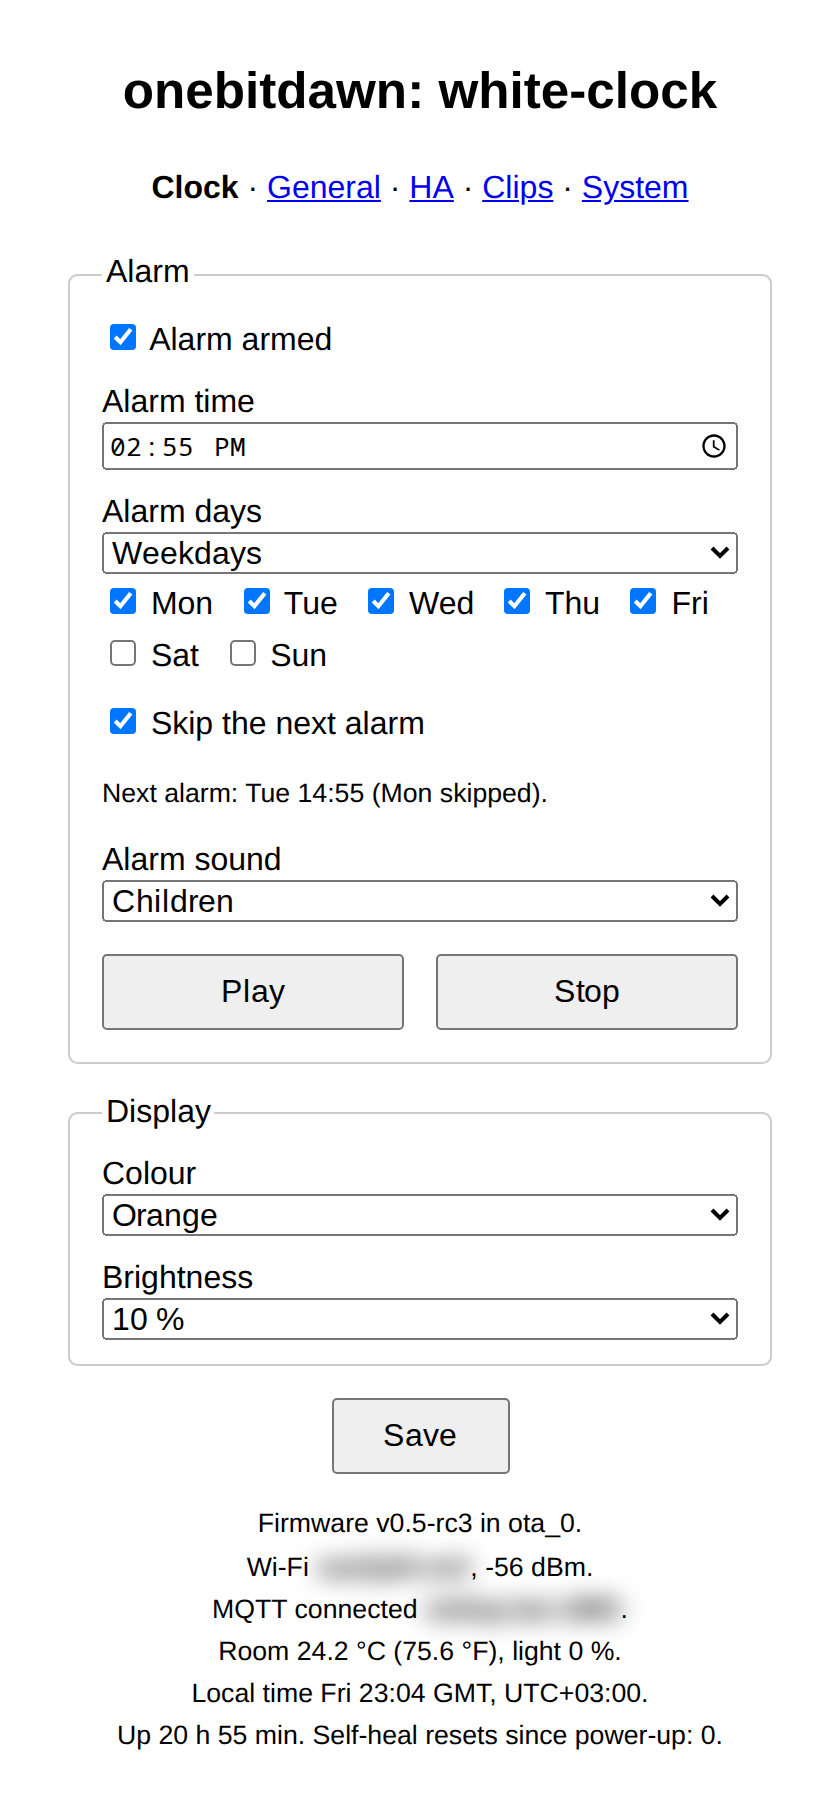 onebitdawn: white-clock
Clock · General · HA · Clips · System
Alarm
Alarm armed
Alarm time
02:55 PM
Alarm days
Weekdays
Mon Tue Wed Thu Fri
Sat Sun
Skip the next alarm
Next alarm: Tue 14:55 (Mon skipped).
Alarm sound
Children
Play Stop
Display
Colour
Orange
Brightness
10 %
Save
Firmware v0.5-rc3 in ota_0.
Wi-Fi , -56 dBm.
MQTT connected .
Room 24.2 °C (75.6 °F), light 0 %.
Local time Fri 23:04 GMT, UTC+03:00.
Up 20 h 55 min. Self-heal resets since power-up: 0.